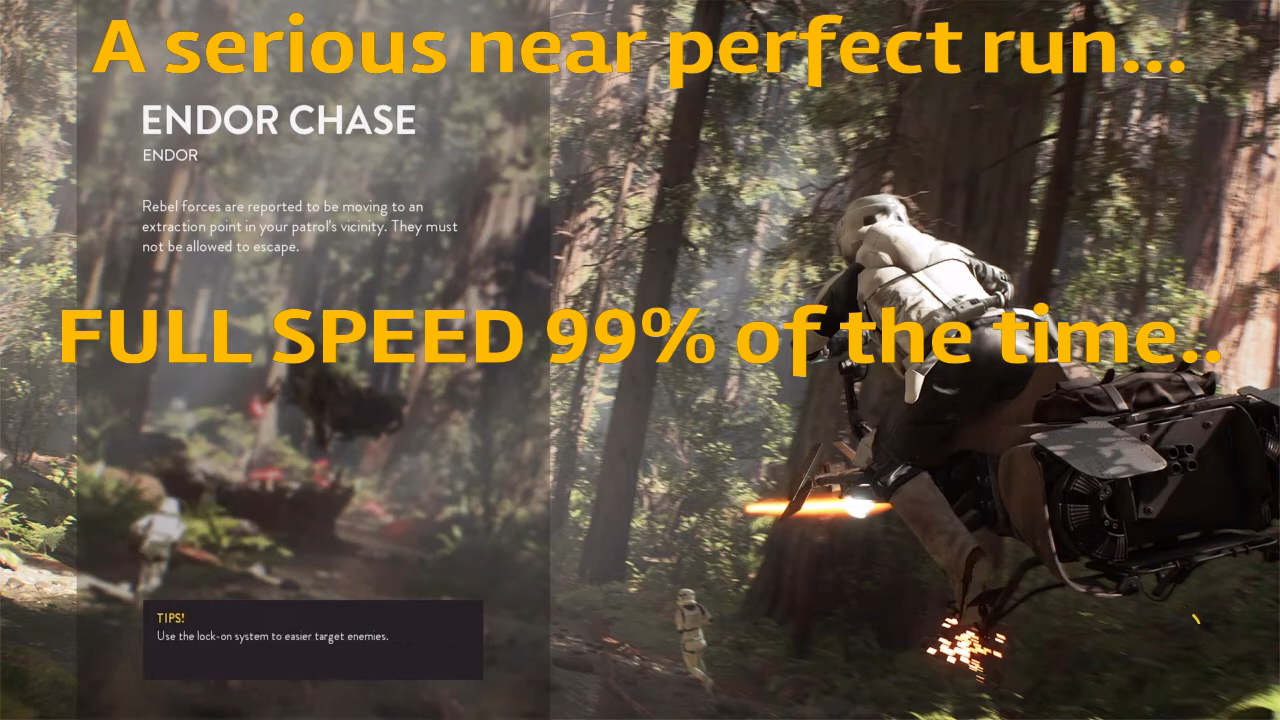 A serious near perfect run...
ENDOR CHASE
ENDOR
Rebel forces are reported to be moving to an
extraction point in your patrol's vicinity. They must
not be allowed to escape.
FULL SPEED 99% of the time..
TIPS!
Use the lock-on system to easier target enemies.